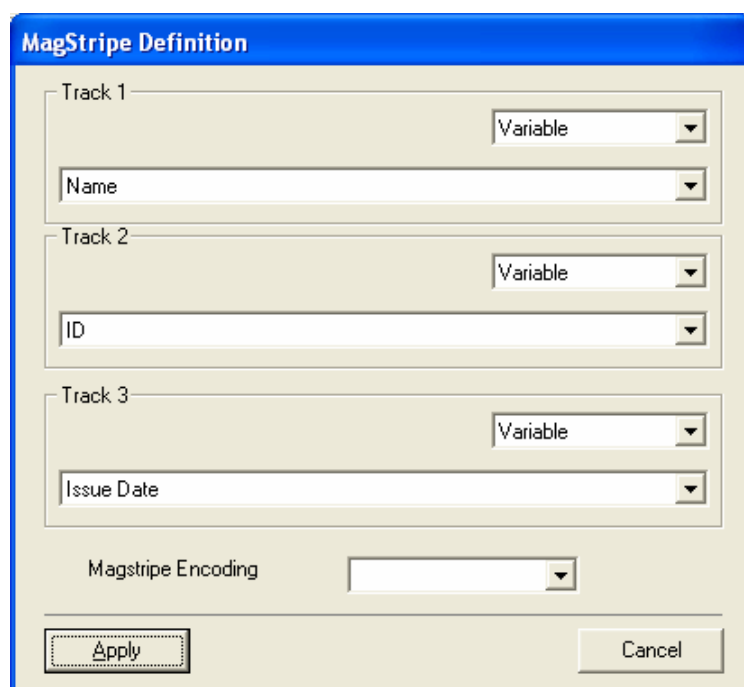 MagStripe Definition
Track 1
Variable
Name
Track 2
Variable
ID
Track 3
Variable
Issue Date
Magstripe Encoding
Apply Cancel